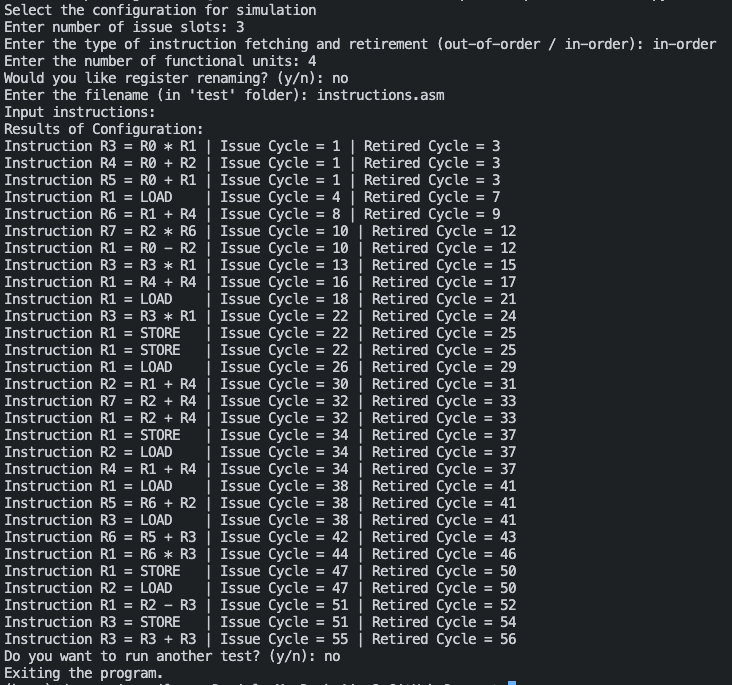 Select the configuration for simulation
Enter number of issue slots: 3
Enter the type of instruction fetching and retirement (out-of-order / in-order): in-order
Enter the number of functional units: 4
Would you like register renaming? (y/n): no
Enter the filename (in 'test' folder): instructions.asm
Input instructions:
Results of Configuration:
Instruction R3 = R0 * R1 | Issue Cycle = 1 | Retired Cycle = 3
Instruction R4 = R0 + R2 | Issue Cycle = 1 | Retired Cycle = 3
Instruction R5 = R0 + R1 | Issue Cycle = 1 | Retired Cycle = 3
Instruction R1 = LOAD    | Issue Cycle = 4 | Retired Cycle = 7
Instruction R6 = R1 + R4 | Issue Cycle = 8 | Retired Cycle = 9
Instruction R7 = R2 * R6 | Issue Cycle = 10 | Retired Cycle = 12
Instruction R1 = R0 - R2 | Issue Cycle = 10 | Retired Cycle = 12
Instruction R3 = R3 * R1 | Issue Cycle = 13 | Retired Cycle = 15
Instruction R1 = R4 + R4 | Issue Cycle = 16 | Retired Cycle = 17
Instruction R1 = LOAD    | Issue Cycle = 18 | Retired Cycle = 21
Instruction R3 = R3 * R1 | Issue Cycle = 22 | Retired Cycle = 24
Instruction R1 = STORE   | Issue Cycle = 22 | Retired Cycle = 25
Instruction R1 = STORE   | Issue Cycle = 22 | Retired Cycle = 25
Instruction R1 = LOAD    | Issue Cycle = 26 | Retired Cycle = 29
Instruction R2 = R1 + R4 | Issue Cycle = 30 | Retired Cycle = 31
Instruction R7 = R2 + R4 | Issue Cycle = 32 | Retired Cycle = 33
Instruction R1 = R2 + R4 | Issue Cycle = 32 | Retired Cycle = 33
Instruction R1 = STORE   | Issue Cycle = 34 | Retired Cycle = 37
Instruction R2 = LOAD    | Issue Cycle = 34 | Retired Cycle = 37
Instruction R4 = R1 + R4 | Issue Cycle = 34 | Retired Cycle = 37
Instruction R1 = LOAD    | Issue Cycle = 38 | Retired Cycle = 41
Instruction R5 = R6 + R2 | Issue Cycle = 38 | Retired Cycle = 41
Instruction R3 = LOAD    | Issue Cycle = 38 | Retired Cycle = 41
Instruction R6 = R5 + R3 | Issue Cycle = 42 | Retired Cycle = 43
Instruction R1 = R6 * R3 | Issue Cycle = 44 | Retired Cycle = 46
Instruction R1 = STORE   | Issue Cycle = 47 | Retired Cycle = 50
Instruction R2 = LOAD    | Issue Cycle = 47 | Retired Cycle = 50
Instruction R1 = R2 - R3 | Issue Cycle = 51 | Retired Cycle = 52
Instruction R3 = STORE   | Issue Cycle = 51 | Retired Cycle = 54
Instruction R3 = R3 + R3 | Issue Cycle = 55 | Retired Cycle = 56
Do you want to run another test? (y/n): no
Exiting the program.